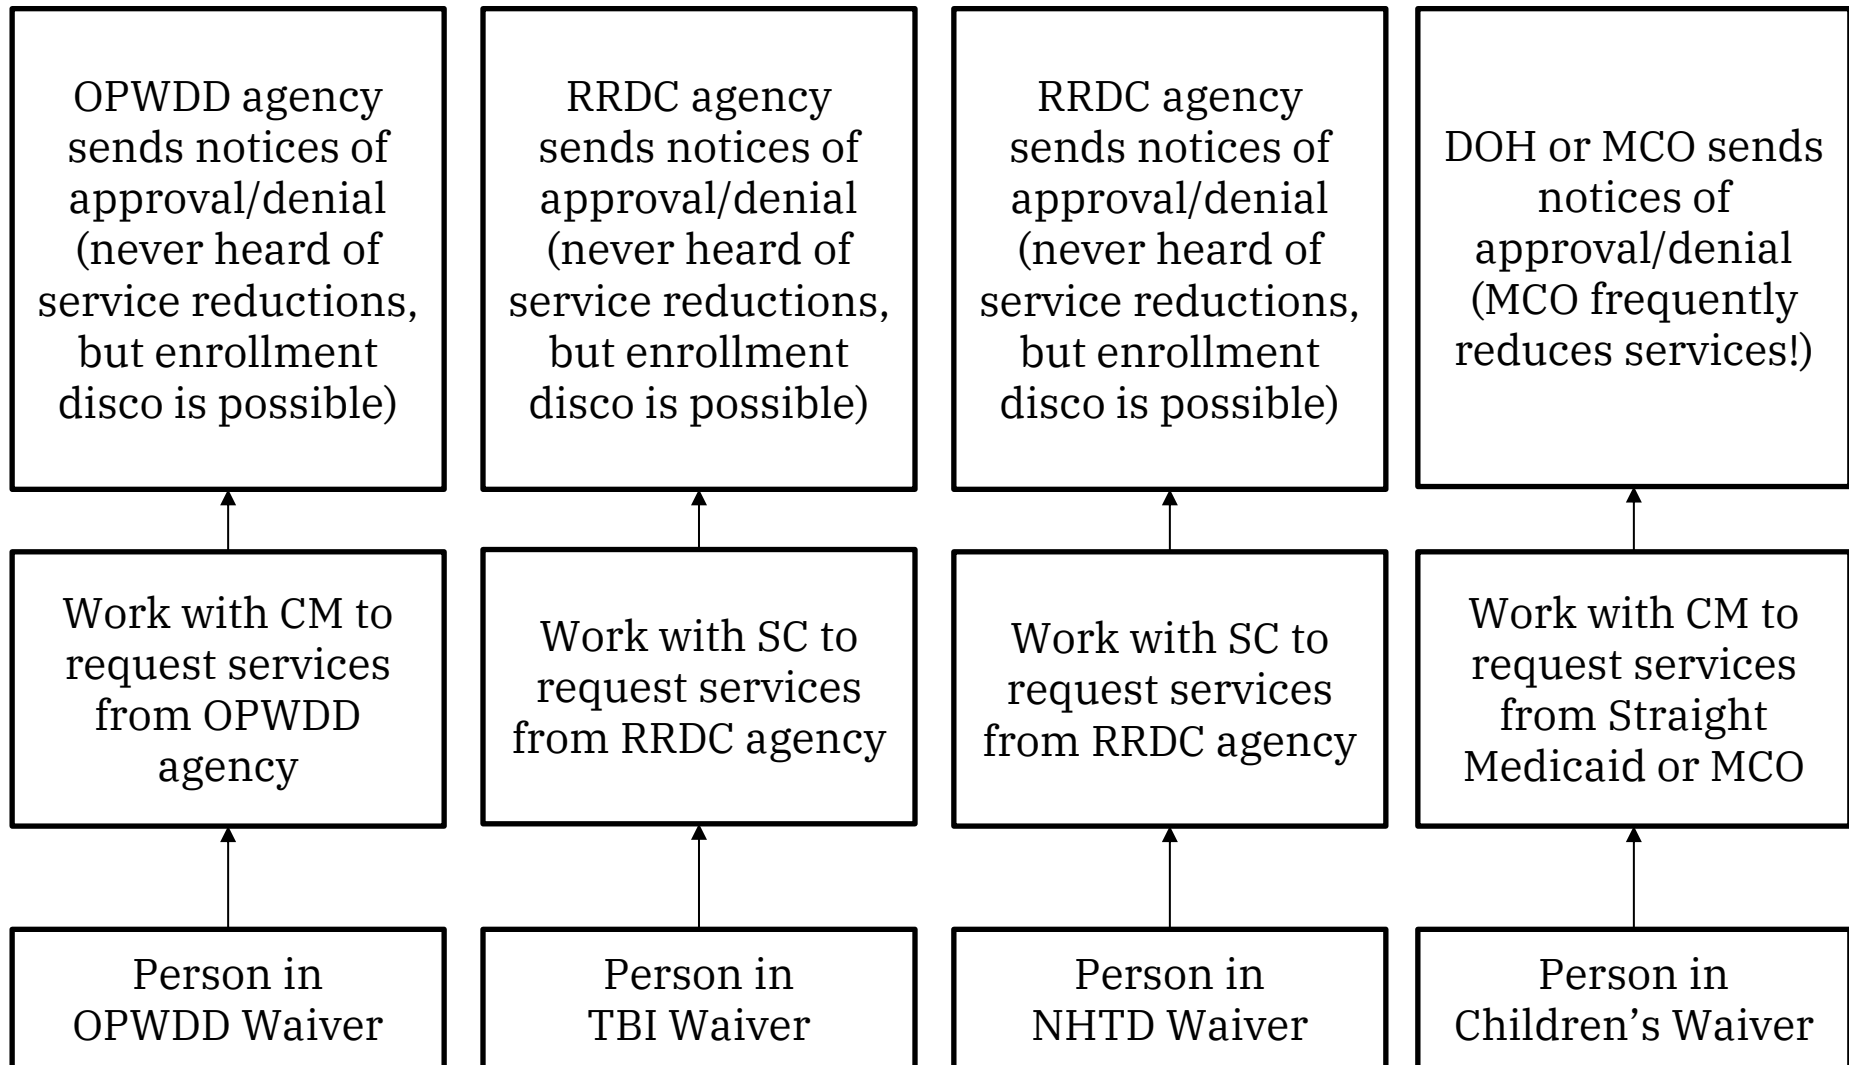 OPWDD agency
sends notices of
approval/denial
(never heard of
service reductions,
but enrollment
disco is possible)
RRDC agency
sends notices of
approval/denial
(never heard of
service reductions,
but enrollment
disco is possible)
RRDC agency
sends notices of
approval/denial
(never heard of
service reductions,
but enrollment
disco is possible)
DOH or MCO sends
notices of
approval/denial
(MCO frequently
reduces services!)
Work with CM to
request services
from OPWDD
agency
Work with SC to
request services
from RRDC agency
Work with SC to
request services
from RRDC agency
Work with CM to
request services
from Straight
Medicaid or MCO
Person in
OPWDD Waiver
Person in
TBI Waiver
Person in
NHTD Waiver
Person in
Children’s Waiver